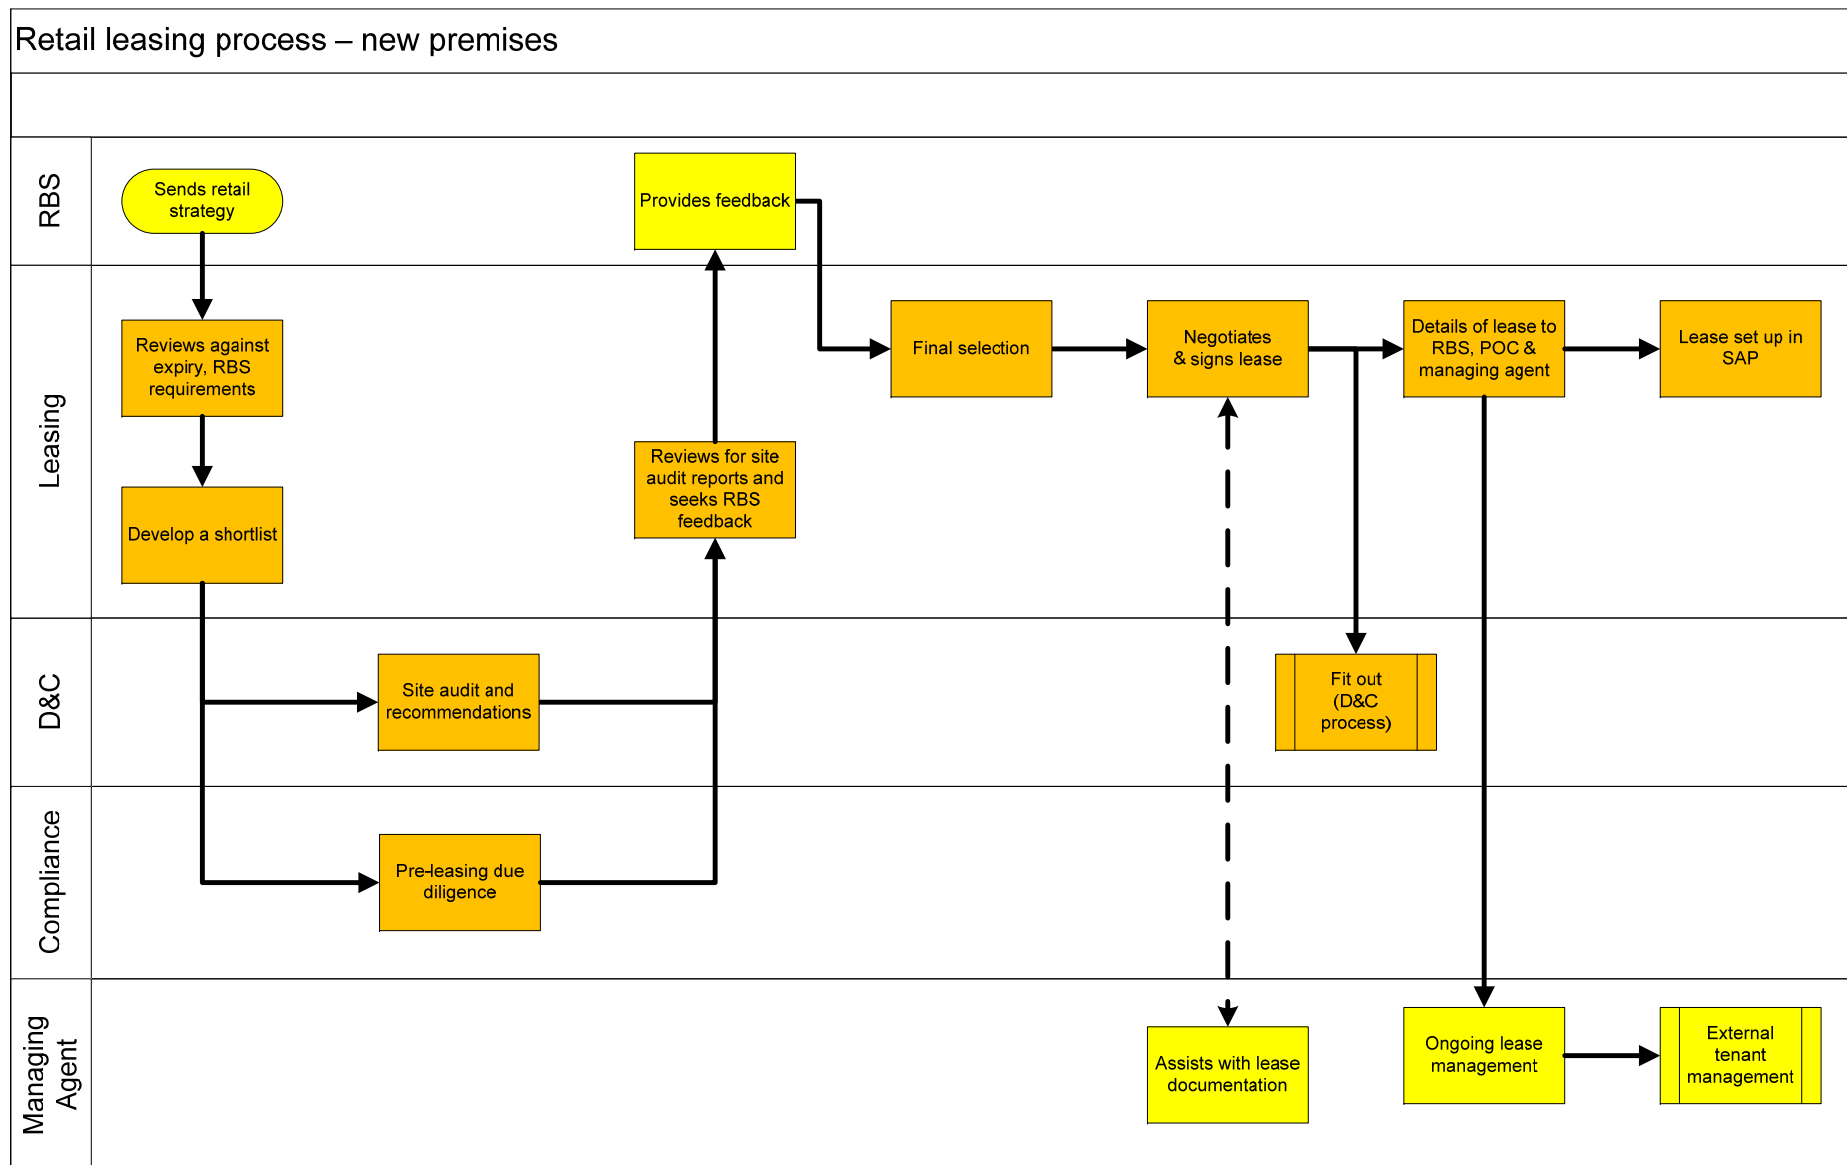 Retail leasing process – new premises
RBS
Sends retail
strategy
Provides feedback
Leasing
Reviews against
expiry, RBS
requirements
Develop a shortlist
Reviews for site
audit reports and
seeks RBS
feedback
Final selection
Negotiates
& signs lease
Details of lease to
RBS, POC &
managing agent
Lease set up in
SAP
D&C
Site audit and
recommendations
Fit out
(D&C
process)
Compliance
Pre-leasing due
diligence
Managing
Agent
Assists with lease
documentation
Ongoing lease
management
External
tenant
management